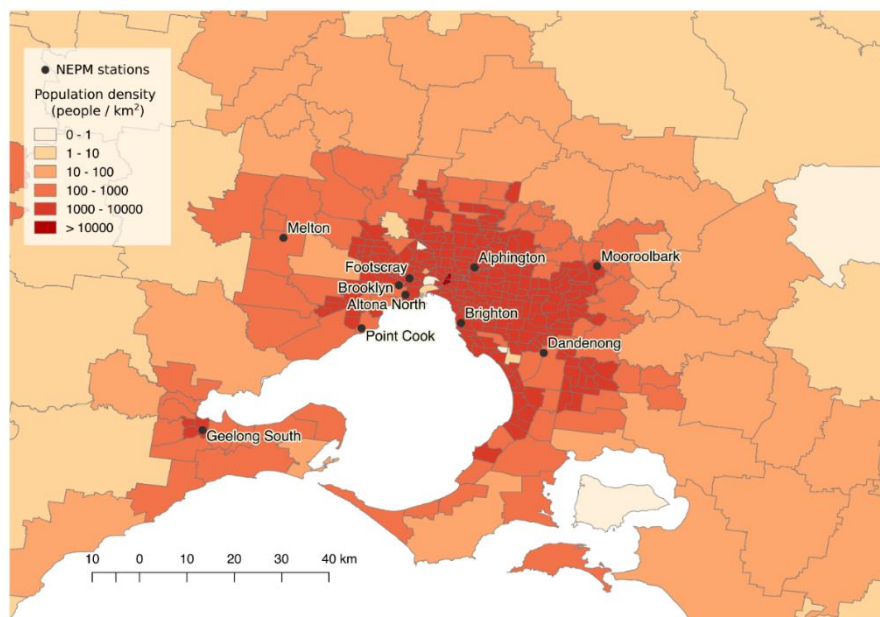 NEPM stations
Population density
(people / km²)
0 - 1
1 - 10
10 - 100
100 - 1000
1000 - 10000
> 10000
Melton
Footscray
Brooklyn
Altona North
Point Cook
Alphington
Mooroolbark
Brighton
Dandenong
Geelong South
10 0 10 20 30 40 km